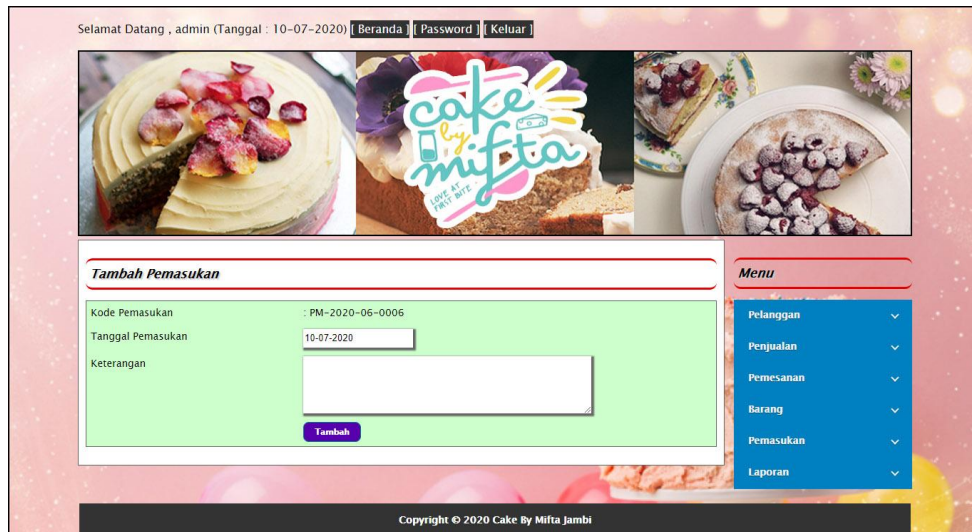 Selamat Datang , admin (Tanggal : 10-07-2020) [ Beranda ] [ Password ] [ Keluar ]
cake
by
mifta
LOVE AT
FIRST BITE
Tambah Pemasukan
Kode Pemasukan : PM-2020-06-0006
Tanggal Pemasukan 10-07-2020
Keterangan
Tambah
Menu
Pelanggan
Penjualan
Pemesanan
Barang
Pemasukan
Laporan
Copyright © 2020 Cake By Mifta Jambi